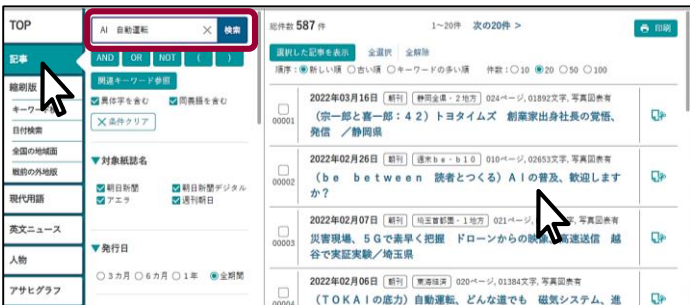 TOP
記事
縮刷版
キーワード検索
日付検索
全国の地域面
戦前の外地版
現代用語
英文ニュース
人物
アサヒグラフ
AI 自動運転 × 検索
AND OR NOT ( )
関連キーワード参照
異体字を含む 同義語を含む
×条件クリア
▼対象紙誌名
朝日新聞 朝日新聞デジタル
アエラ 週刊朝日
▼発行日
3カ月 6カ月 1年 全期間
総件数 587 件 1～20件 次の20件 > 印刷
選択した記事を表示 全選択 全解除
順序：新しい順 古い順 キーワードの多い順 件数：10 20 50 100
2022年03月16日 朝刊 静岡全県・2地方 024ページ, 01892文字, 写真図表有
00001 （宗一郎と喜一郎：42）トヨタイムズ 創業家出身社長の覚悟、
発信 ／静岡県
2022年02月26日 朝刊 週末be・b10 010ページ, 02653文字, 写真図表有
00002 （be between 読者とつくる）AIの普及、歓迎します
か？
2022年02月07日 朝刊 埼玉首都圏・1地方 021ページ, 文字, 写真図表有
00003 災害現場、5Gで素早く把握 ドローンからの映像 高速送信 越
谷で実証実験／埼玉県
2022年02月06日 朝刊 東海経済 020ページ, 01384文字, 写真図表有
00004 （TOKAIの底力）自動運転、どんな道でも 磁気システム、進